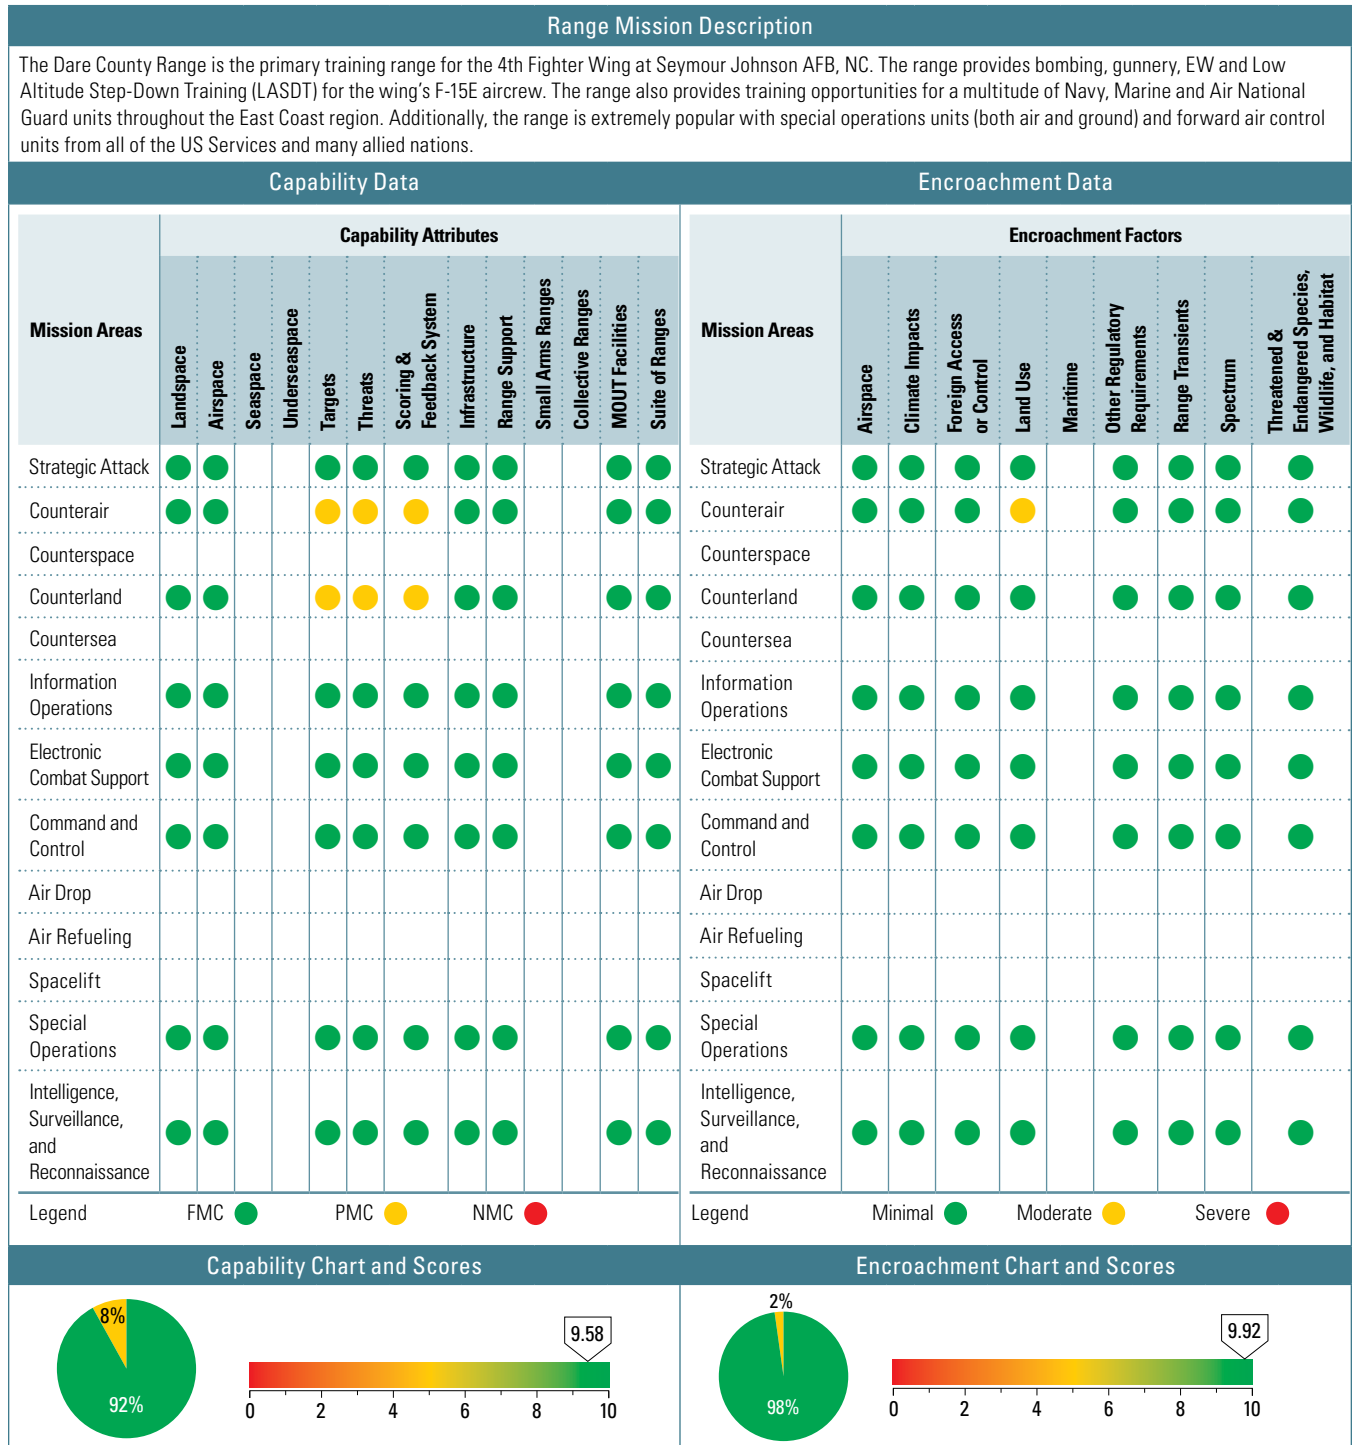 Range Mission Description
The Dare County Range is the primary training range for the 4th Fighter Wing at Seymour Johnson AFB, NC. The range provides bombing, gunnery, EW and Low
Altitude Step-Down Training (LASDT) for the wing's F-15E aircrew. The range also provides training opportunities for a multitude of Navy, Marine and Air National
Guard units throughout the East Coast region. Additionally, the range is extremely popular with special operations units (both air and ground) and forward air control
units from all of the US Services and many allied nations.
Capability Data
Mission Areas
Capability Attributes
Landspace
Airspace
Seaspace
Underseaspace
Targets
Threats
Scoring &
Feedback System
Infrastructure
Range Support
Small Arms Ranges
Collective Ranges
MOUT Facilities
Suite of Ranges
Strategic Attack
Counterair
Counterspace
Counterland
Countersea
Information
Operations
Electronic
Combat Support
Command and
Control
Air Drop
Air Refueling
Spacelift
Special
Operations
Intelligence,
Surveillance,
and
Reconnaissance
Legend FMC PMC NMC
Encroachment Data
Mission Areas
Encroachment Factors
Airspace
Climate Impacts
Foreign Access
or Control
Land Use
Maritime
Other Regulatory
Requirements
Range Transients
Spectrum
Threatened &
Endangered Species,
Wildlife, and Habitat
Strategic Attack
Counterair
Counterspace
Counterland
Countersea
Information
Operations
Electronic
Combat Support
Command and
Control
Air Drop
Air Refueling
Spacelift
Special
Operations
Intelligence,
Surveillance,
and
Reconnaissance
Legend Minimal Moderate Severe
Capability Chart and Scores
8%
92%
9.58
0 2 4 6 8 10
Encroachment Chart and Scores
2%
98%
9.92
0 2 4 6 8 10